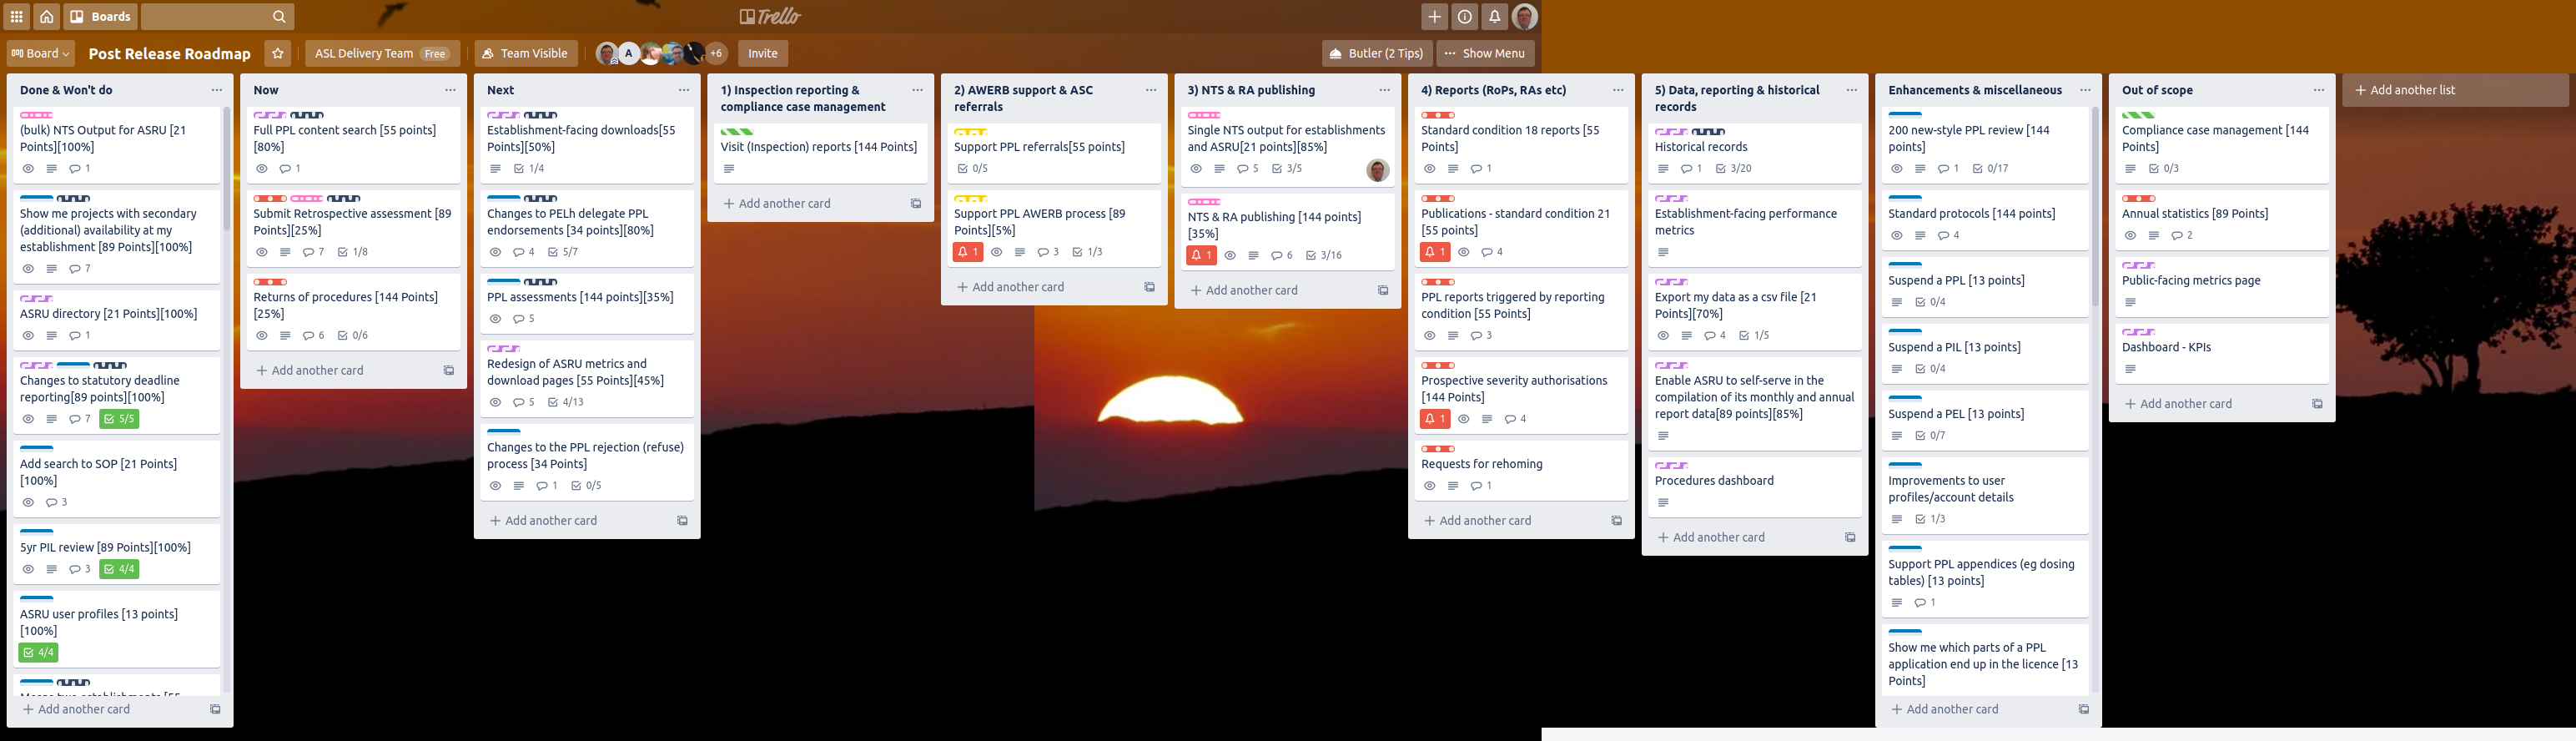 Boards
Trello
Board
Post Release Roadmap
ASL Delivery Team Free
Team Visible
A
+6
Invite
Butler (2 Tips)
Show Menu
Done & Won't do
(bulk) NTS Output for ASRU [21
Points][100%]
1
Show me projects with secondary
(additional) availability at my
establishment [89 Points][100%]
7
ASRU directory [21 Points][100%]
1
Changes to statutory deadline
reporting[89 points][100%]
7 5/5
Add search to SOP [21 Points]
[100%]
3
5yr PIL review [89 Points][100%]
3 4/4
ASRU user profiles [13 points]
[100%]
4/4
Add another card
Now
Full PPL content search [55 points]
[80%]
1
Submit Retrospective assessment [89
Points][25%]
7 1/8
Returns of procedures [144 Points]
[25%]
6 0/6
Add another card
Next
Establishment-facing downloads[55
Points][50%]
1/4
Changes to PELh delegate PPL
endorsements [34 points][80%]
4 5/7
PPL assessments [144 points][35%]
5
Redesign of ASRU metrics and
download pages [55 Points][45%]
5 4/13
Changes to the PPL rejection (refuse)
process [34 Points]
1 0/5
Add another card
1) Inspection reporting &
compliance case management
Visit (Inspection) reports [144 Points]
Add another card
2) AWERB support & ASC
referrals
Support PPL referrals[55 points]
0/5
Support PPL AWERB process [89
Points][5%]
1 3 1/3
Add another card
3) NTS & RA publishing
Single NTS output for establishments
and ASRU[21 points][85%]
5 3/5
NTS & RA publishing [144 points]
[35%]
1 6 3/16
Add another card
4) Reports (RoPs, RAs etc)
Standard condition 18 reports [55
Points]
1
Publications - standard condition 21
[55 points]
1 4
PPL reports triggered by reporting
condition [55 Points]
3
Prospective severity authorisations
[144 Points]
1 4
Requests for rehoming
1
Add another card
5) Data, reporting & historical
records
Historical records
1 3/20
Establishment-facing performance
metrics
Export my data as a csv file [21
Points][70%]
4 1/5
Enable ASRU to self-serve in the
compilation of its monthly and annual
report data[89 points][85%]
Procedures dashboard
Add another card
Enhancements & miscellaneous
200 new-style PPL review [144
points]
1 0/17
Standard protocols [144 points]
4
Suspend a PPL [13 points]
0/4
Suspend a PIL [13 points]
0/4
Suspend a PEL [13 points]
0/7
Improvements to user
profiles/account details
1/3
Support PPL appendices (eg dosing
tables) [13 points]
1
Show me which parts of a PPL
application end up in the licence [13
Points]
Add another card
Out of scope
Compliance case management [144
Points]
0/3
Annual statistics [89 Points]
2
Public-facing metrics page
Dashboard - KPIs
Add another card
Add another list